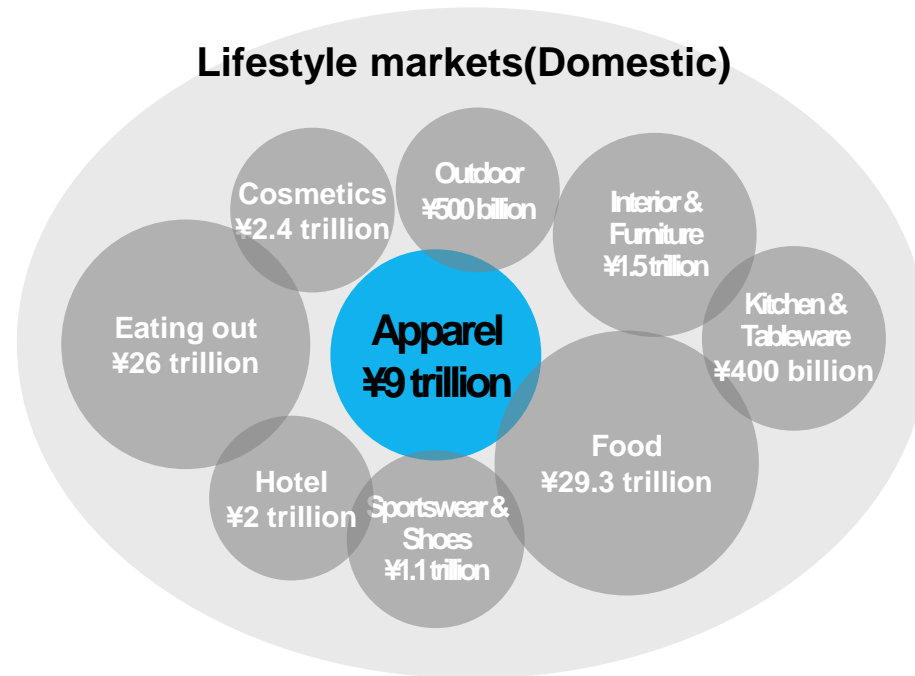 Lifestyle markets(Domestic)
Cosmetics
¥2.4 trillion
Outdoor
¥500 billion
Interior &
Furniture
¥1.5 trillion
Kitchen &
Tableware
¥400 billion
Eating out
¥26 trillion
Apparel
¥9 trillion
Food
¥29.3 trillion
Hotel
¥2 trillion
Sportswear &
Shoes
¥1.1 trillion